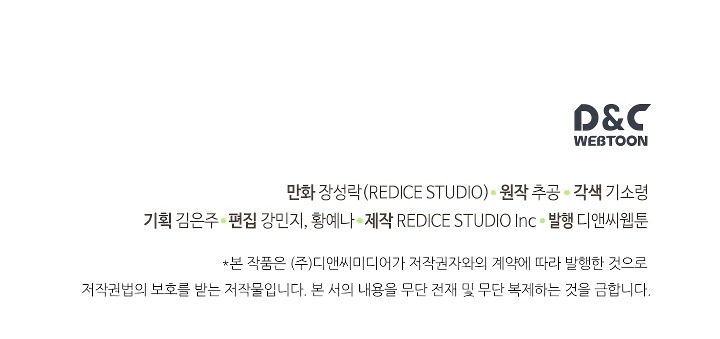 D&C
WEBTOON
만화 장성락(REDICE STUDIO) • 원작 추공 • 각색 기소령
기획 김은주 • 편집 강민지, 황예나 • 제작 REDICE STUDIO Inc • 발행 디앤씨웹툰
*본 작품은 (주)디앤씨미디어가 저작권자와의 계약에 따라 발행한 것으로
저작권법의 보호를 받는 저작물입니다. 본 서의 내용을 무단 전재 및 무단 복제하는 것을 금합니다.